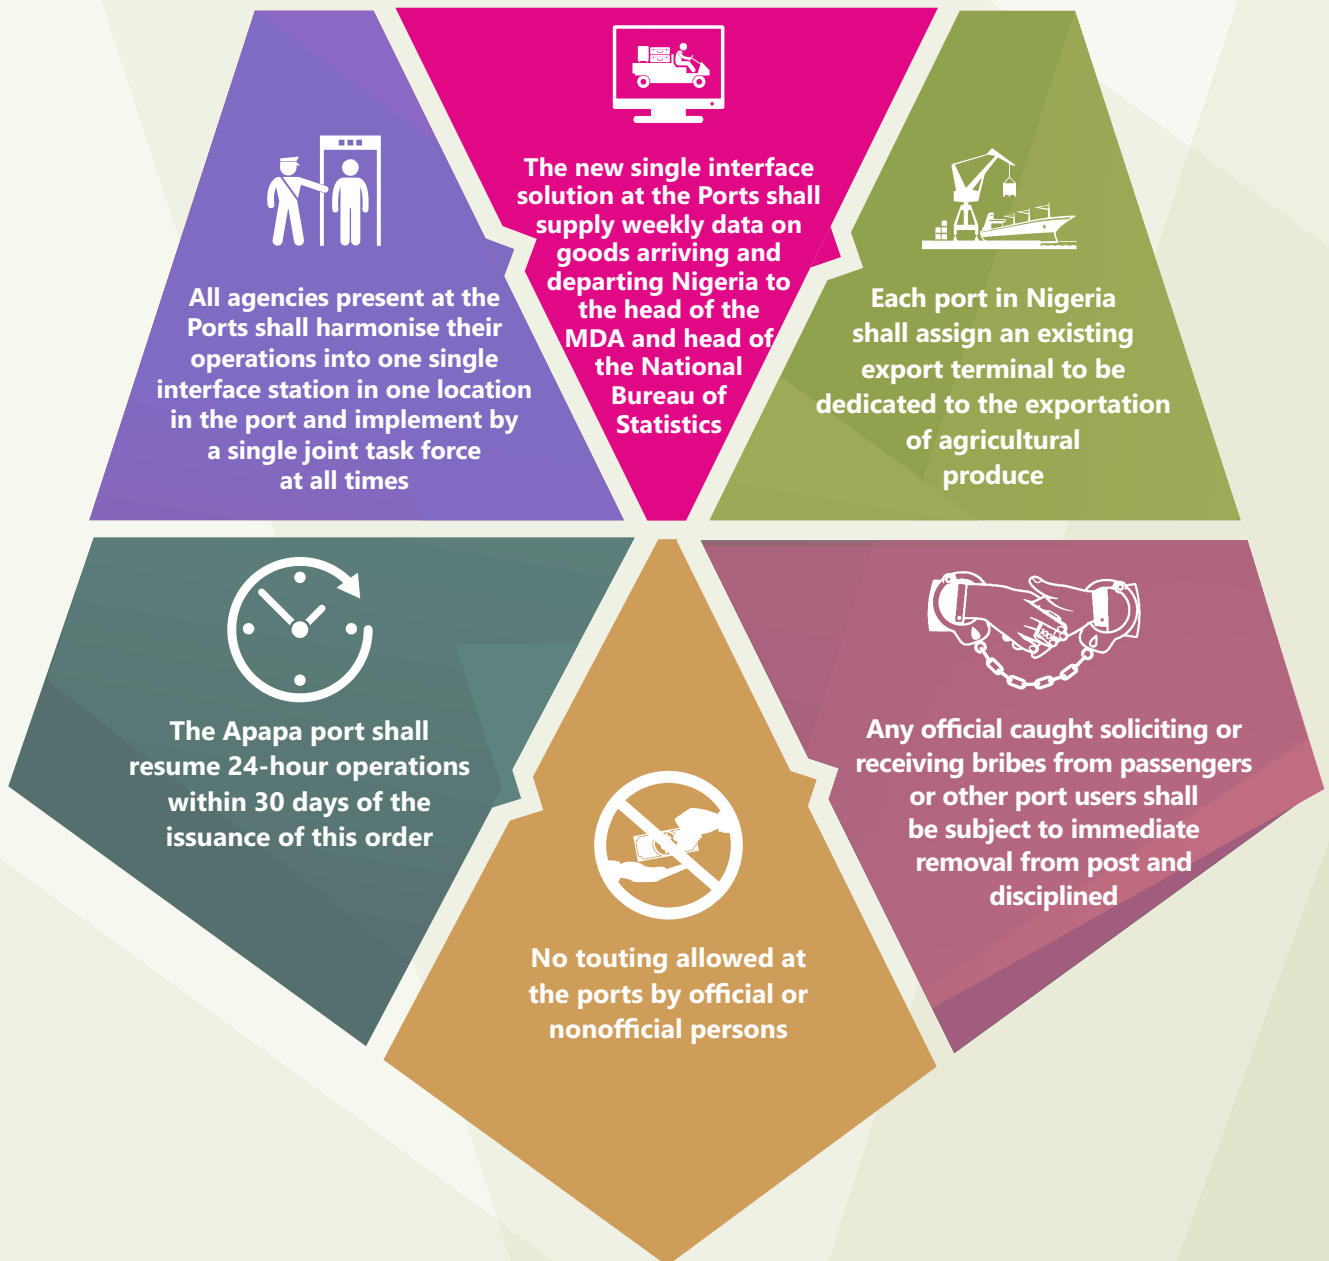 All agencies present at the
Ports shall harmonise their
operations into one single
interface station in one location
in the port and implement by
a single joint task force
at all times
The new single interface
solution at the Ports shall
supply weekly data on
goods arriving and
departing Nigeria to
the head of the
MDA and head of
the National
Bureau of
Statistics
Each port in Nigeria
shall assign an existing
export terminal to be
dedicated to the exportation
of agricultural
produce
The Apapa port shall
resume 24-hour operations
within 30 days of the
issuance of this order
No touting allowed at
the ports by official or
nonofficial persons
Any official caught soliciting or
receiving bribes from passengers
or other port users shall
be subject to immediate
removal from post and
disciplined